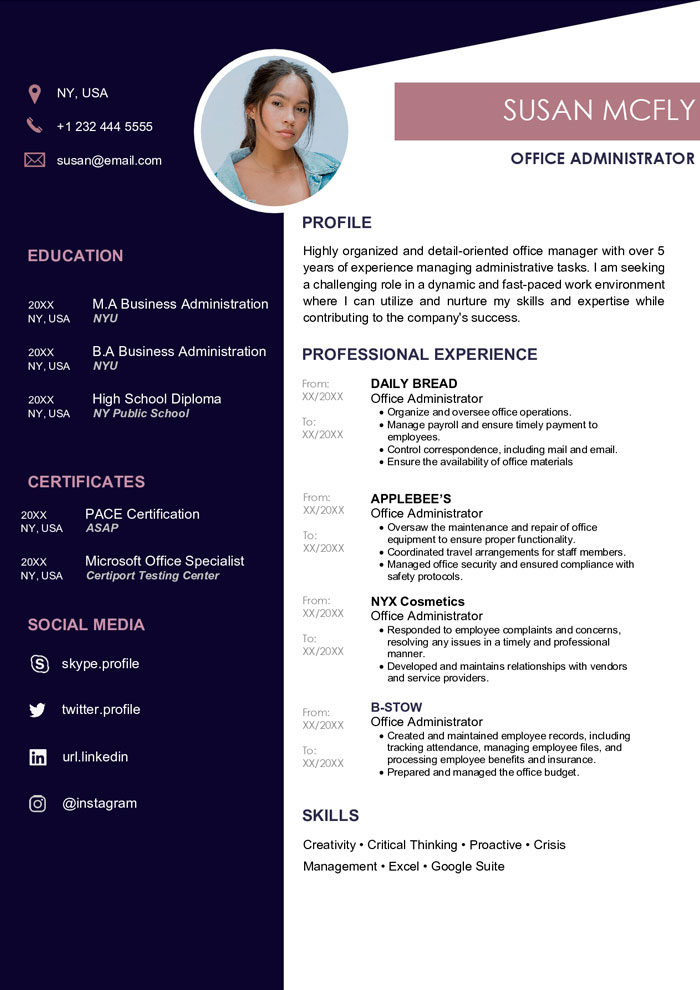 NY, USA
+1 232 444 5555
susan@email.com
SUSAN MCFLY
OFFICE ADMINISTRATOR
EDUCATION
20XX M.A Business Administration
NY, USA NYU
20XX B.A Business Administration
NY, USA NYU
20XX High School Diploma
NY, USA NY Public School
CERTIFICATES
20XX PACE Certification
NY, USA ASAP
20XX Microsoft Office Specialist
NY, USA Certiport Testing Center
SOCIAL MEDIA
skype.profile
twitter.profile
url.linkedin
@instagram
PROFILE
Highly organized and detail-oriented office manager with over 5
years of experience managing administrative tasks. I am seeking
a challenging role in a dynamic and fast-paced work environment
where I can utilize and nurture my skills and expertise while
contributing to the company's success.
PROFESSIONAL EXPERIENCE
From:
XX/20XX
To:
XX/20XX
DAILY BREAD
Office Administrator
• Organize and oversee office operations.
• Manage payroll and ensure timely payment to
employees.
• Control correspondence, including mail and email.
• Ensure the availability of office materials
From:
XX/20XX
To:
XX/20XX
APPLEBEE’S
Office Administrator
• Oversaw the maintenance and repair of office
equipment to ensure proper functionality.
• Coordinated travel arrangements for staff members.
• Managed office security and ensured compliance with
safety protocols.
From:
XX/20XX
To:
XX/20XX
NYX Cosmetics
Office Administrator
• Responded to employee complaints and concerns,
resolving any issues in a timely and professional
manner.
• Developed and maintains relationships with vendors
and service providers.
From:
XX/20XX
To:
XX/20XX
B-STOW
Office Administrator
• Created and maintained employee records, including
tracking attendance, managing employee files, and
processing employee benefits and insurance.
• Prepared and managed the office budget.
SKILLS
Creativity • Critical Thinking • Proactive • Crisis
Management • Excel • Google Suite